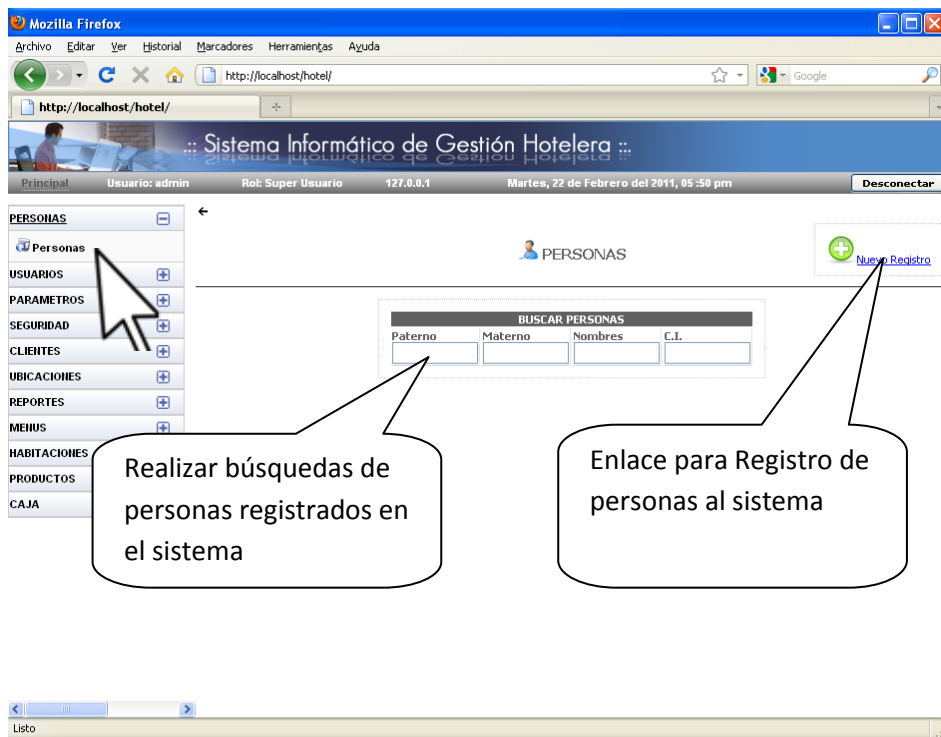 Mozilla Firefox
Archivo Editar Ver Historial Marcadores Herramientas Ayuda
http://localhost/hotel/
Google
http://localhost/hotel/
.:: Sistema Informático de Gestión Hotelera ::.
Principal Usuario: admin Rol: Super Usuario 127.0.0.1 Martes, 22 de Febrero del 2011, 05 :50 pm Desconectar
PERSONAS
Personas
USUARIOS
PARAMETROS
SEGURIDAD
CLIENTES
UBICACIONES
REPORTES
MENUS
HABITACIONES
PRODUCTOS
CAJA
PERSONAS
Nuevo Registro
BUSCAR PERSONAS
Paterno Materno Nombres C.I.
Realizar búsquedas de
personas registrados en
el sistema
Enlace para Registro de
personas al sistema
Listo